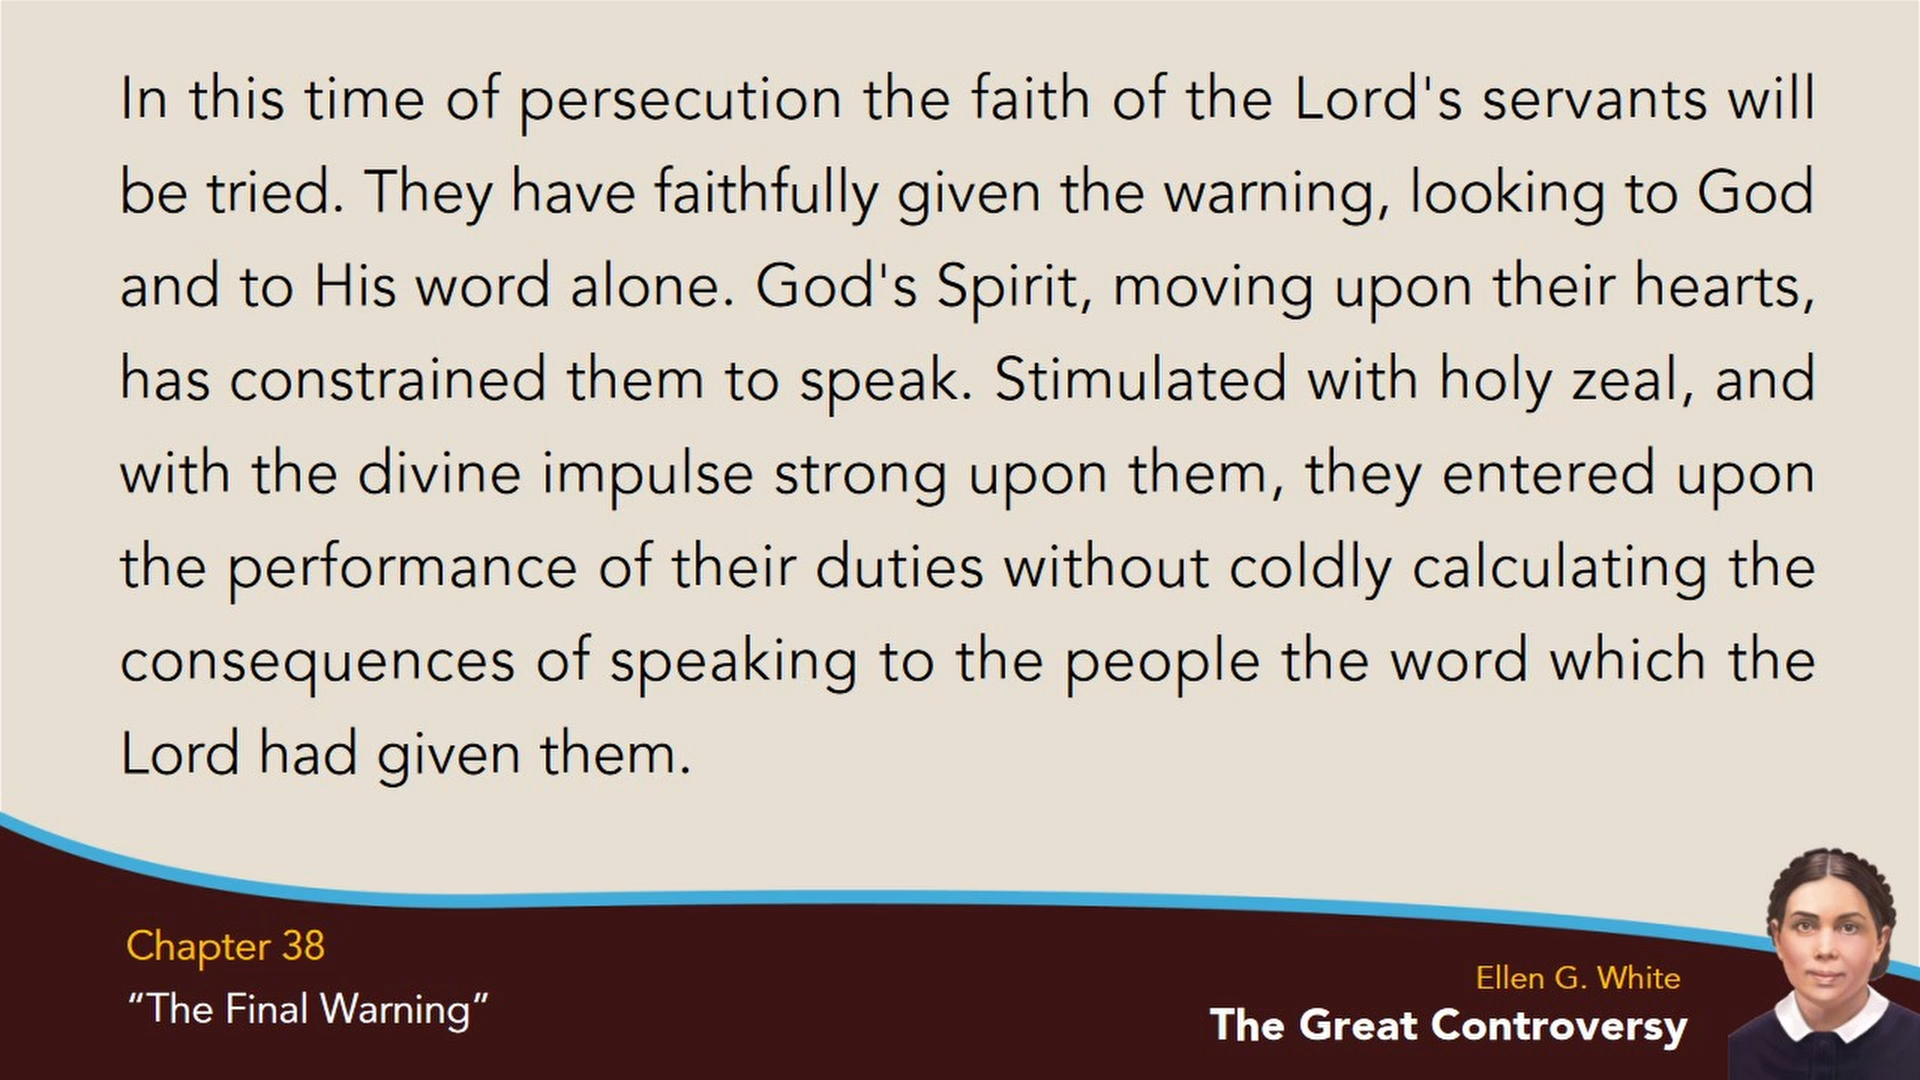 In this time of persecution the faith of the Lord's servants will
be tried. They have faithfully given the warning, looking to God
and to His word alone. God's Spirit, moving upon their hearts,
has constrained them to speak. Stimulated with holy zeal, and
with the divine impulse strong upon them, they entered upon
the performance of their duties without coldly calculating the
consequences of speaking to the people the word which the
Lord had given them.
Chapter 38
“The Final Warning”
Ellen G. White
The Great Controversy